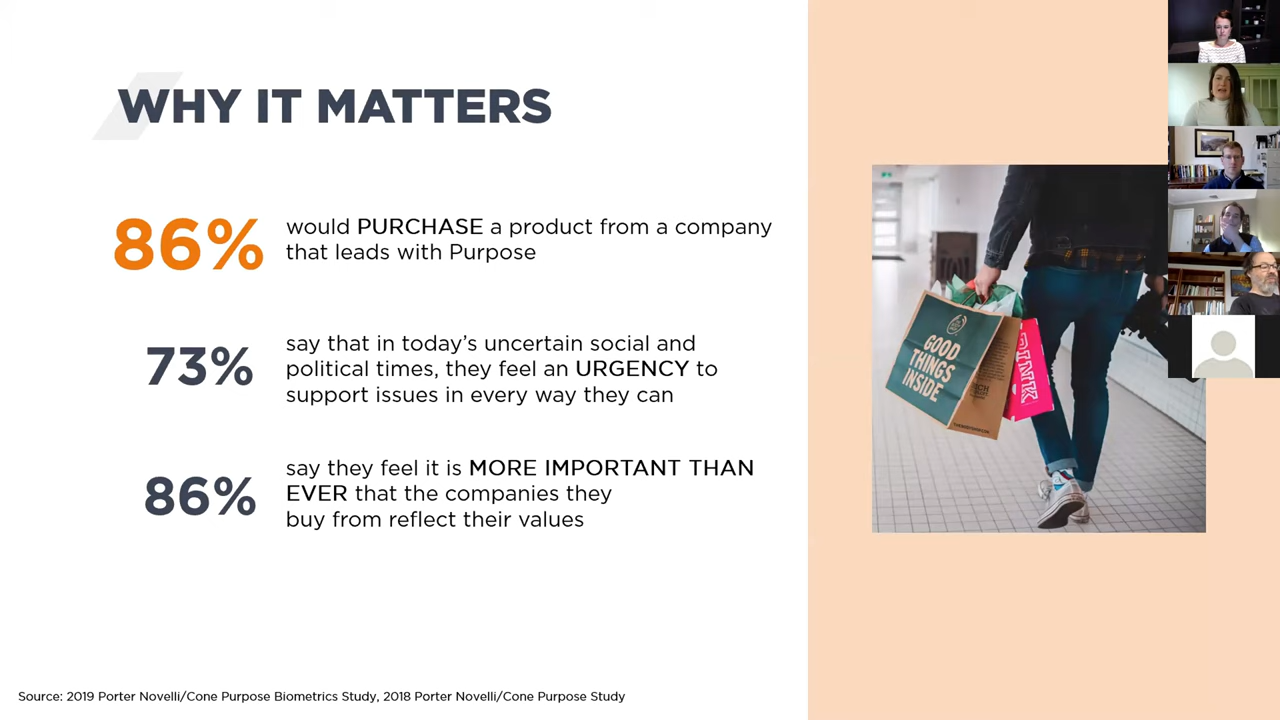 WHY IT MATTERS
86%
would PURCHASE a product from a company
that leads with Purpose
73%
say that in today's uncertain social and
political times, they feel an URGENCY to
support issues in every way they can
86%
say they feel it is MORE IMPORTANT THAN
EVER that the companies they
buy from reflect their values
GOOD
THINGS
INSIDE
PINK
Source: 2019 Porter Novelli/Cone Purpose Biometrics Study, 2018 Porter Novelli/Cone Purpose Study